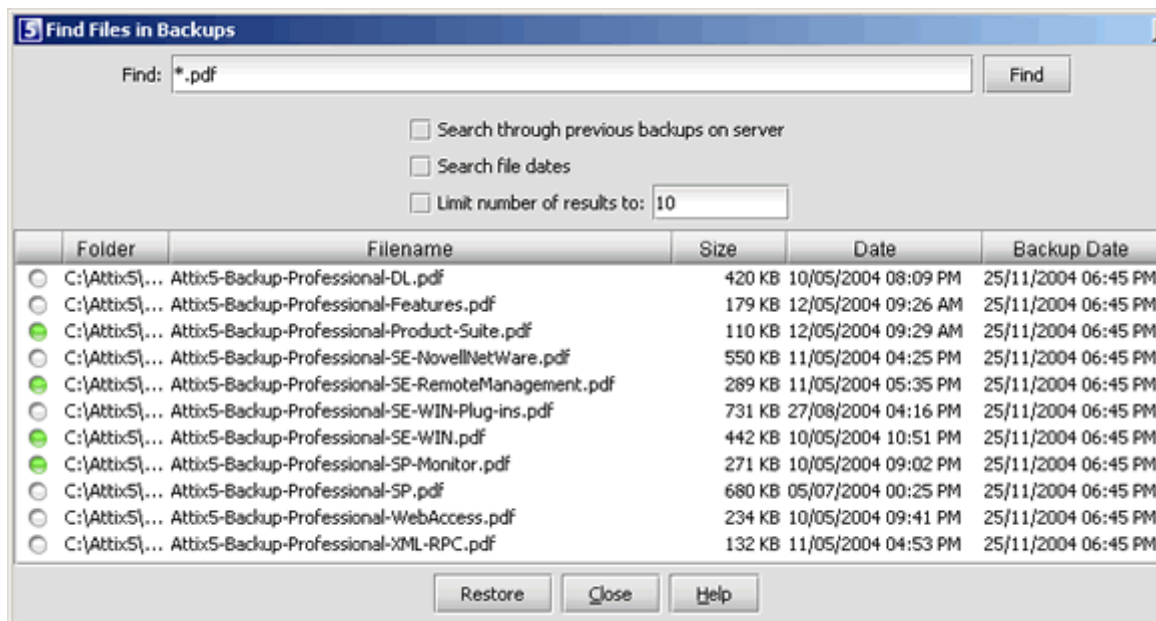 5 Find Files in Backups
Find: *.pdf Find
Search through previous backups on server
Search file dates
Limit number of results to: 10
Folder Filename Size Date Backup Date
C:\Attix5\... Attix5-Backup-Professional-DL.pdf 420 KB 10/05/2004 08:09 PM 25/11/2004 06:45 PM
C:\Attix5\... Attix5-Backup-Professional-Features.pdf 179 KB 12/05/2004 09:26 AM 25/11/2004 06:45 PM
C:\Attix5\... Attix5-Backup-Professional-Product-Suite.pdf 110 KB 12/05/2004 09:29 AM 25/11/2004 06:45 PM
C:\Attix5\... Attix5-Backup-Professional-SE-NovellNetWare.pdf 550 KB 11/05/2004 04:25 PM 25/11/2004 06:45 PM
C:\Attix5\... Attix5-Backup-Professional-SE-RemoteManagement.pdf 289 KB 11/05/2004 05:35 PM 25/11/2004 06:45 PM
C:\Attix5\... Attix5-Backup-Professional-SE-WIN-Plug-ins.pdf 731 KB 27/08/2004 04:16 PM 25/11/2004 06:45 PM
C:\Attix5\... Attix5-Backup-Professional-SE-WIN.pdf 442 KB 10/05/2004 10:51 PM 25/11/2004 06:45 PM
C:\Attix5\... Attix5-Backup-Professional-SP-Monitor.pdf 271 KB 10/05/2004 09:02 PM 25/11/2004 06:45 PM
C:\Attix5\... Attix5-Backup-Professional-SP.pdf 680 KB 05/07/2004 00:25 PM 25/11/2004 06:45 PM
C:\Attix5\... Attix5-Backup-Professional-WebAccess.pdf 234 KB 10/05/2004 09:41 PM 25/11/2004 06:45 PM
C:\Attix5\... Attix5-Backup-Professional-XML-RPC.pdf 132 KB 11/05/2004 04:53 PM 25/11/2004 06:45 PM
Restore Close Help